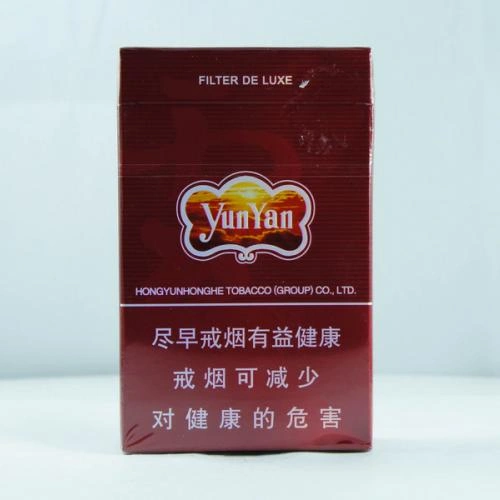 FILTER DE LUXE
YunYan
HONGYUNHONGHE TOBACCO (GROUP) CO., LTD.
尽早戒烟有益健康
戒烟可减少
对健康的危害